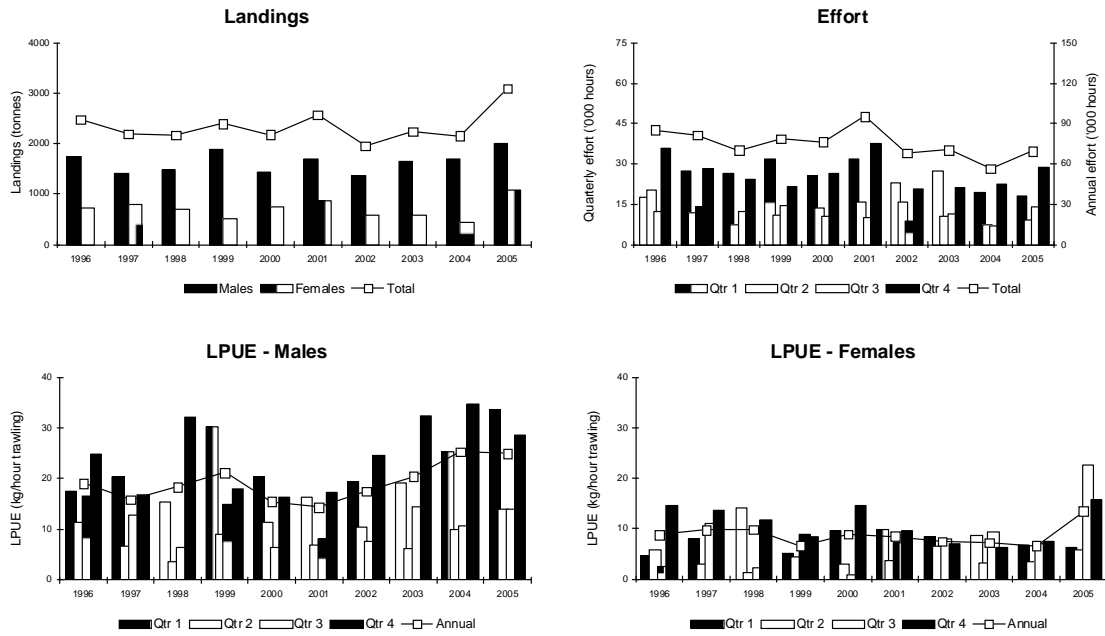 Landings
Landings (tonnes)
4000
3000
2000
1000
0
1996 1997 1998 1999 2000 2001 2002 2003 2004 2005
Males Females Total
Effort
Quarterly effort ('000 hours)
75
60
45
30
15
0
Annual effort ('000 hours)
150
120
90
60
30
0
1996 1997 1998 1999 2000 2001 2002 2003 2004 2005
Qtr 1 Qtr 2 Qtr 3 Qtr 4 Total
LPUE - Males
LPUE (kg/hour trawling)
40
30
20
10
0
1996 1997 1998 1999 2000 2001 2002 2003 2004 2005
Qtr 1 Qtr 2 Qtr 3 Qtr 4 Annual
LPUE - Females
LPUE (kg/hour trawling)
40
30
20
10
0
1996 1997 1998 1999 2000 2001 2002 2003 2004 2005
Qtr 1 Qtr 2 Qtr 3 Qtr 4 Annual